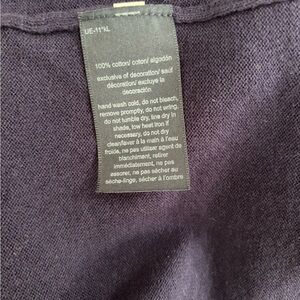 100% cotton/ coton/ algodón
exclusive of decoration/ sauf
décoration/ excluye la
decoración
hand wash cold, do not bleach,
remove promptly, do not wring,
do not tumble dry, line dry in
shade, low heat iron if
necessary, do not dry
clean/laver à la main à l'eau
froide, ne pas utiliser agent de
blanchiment, retirer
immédiatement, ne pas
essorer, ne pas sécher au
sèche-linge, sécher à l'ombre